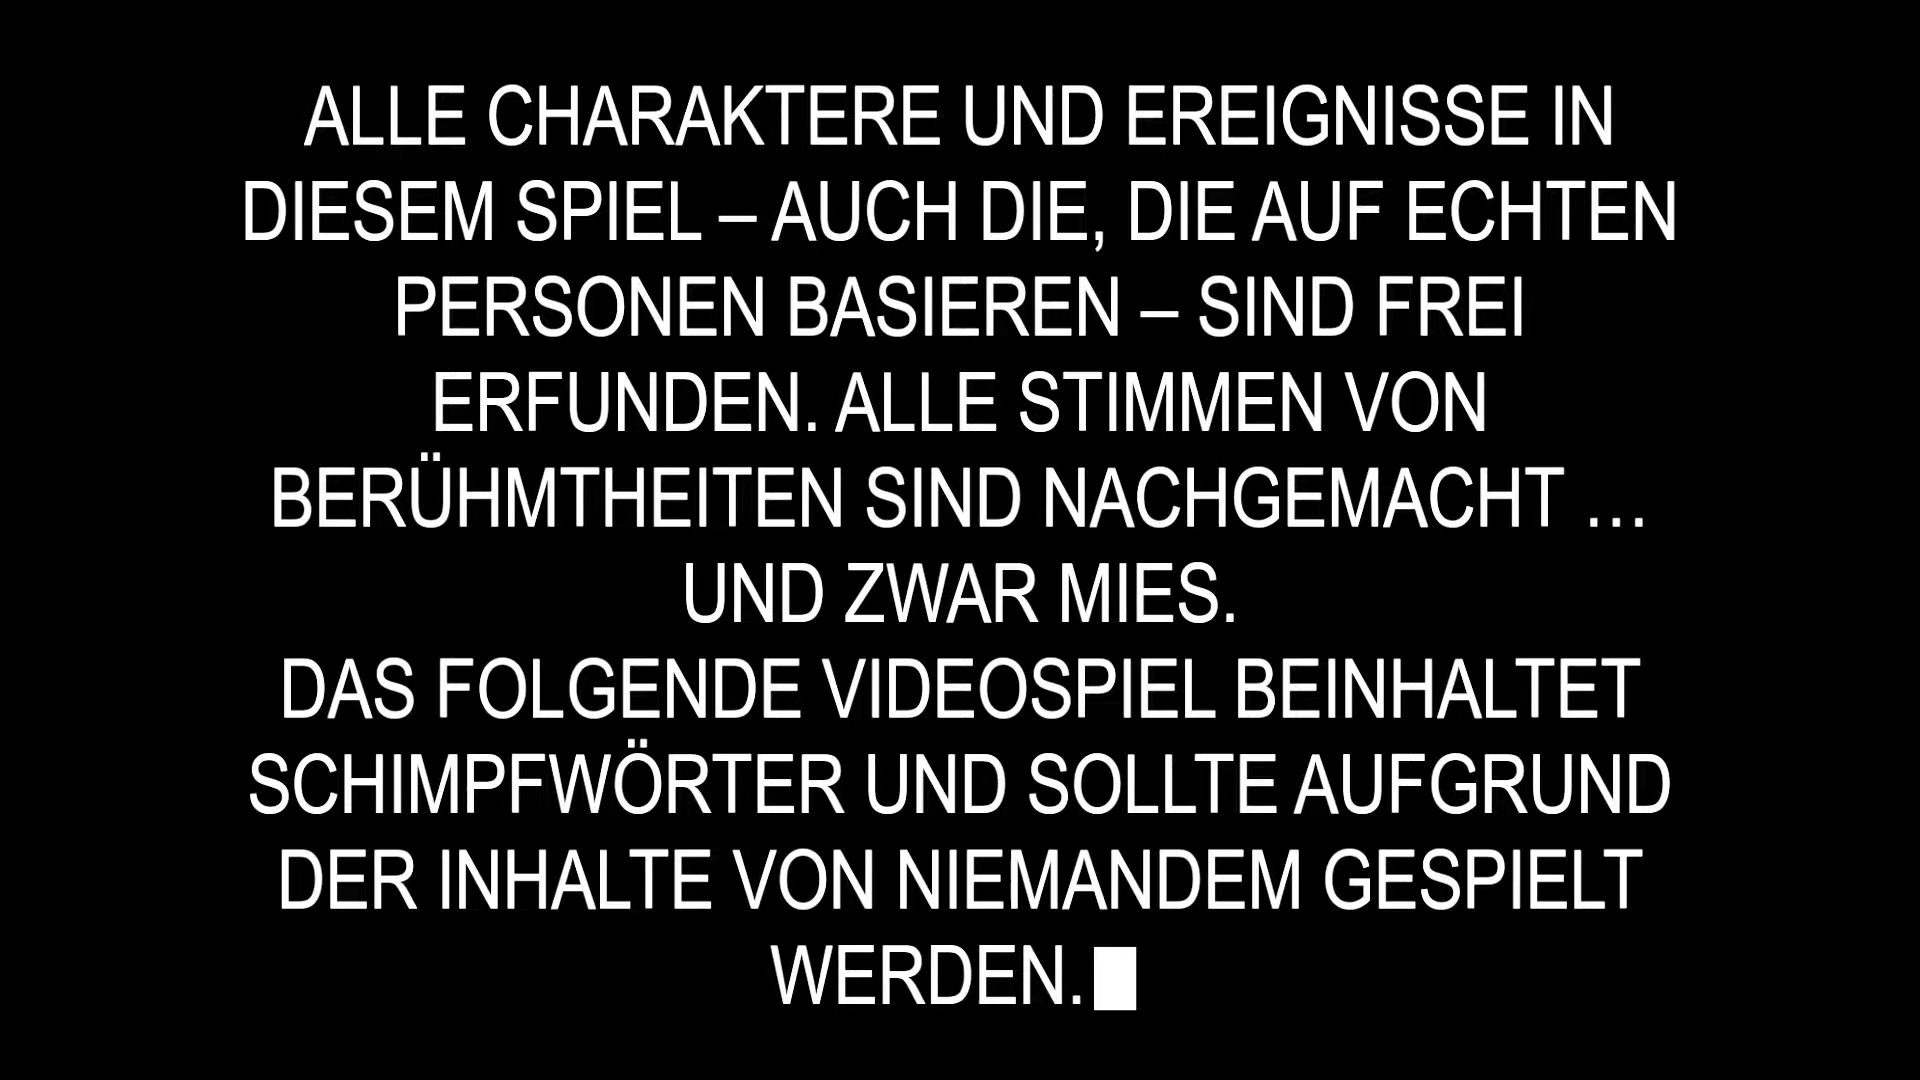 ALLE CHARAKTERE UND EREIGNISSE IN
DIESEM SPIEL – AUCH DIE, DIE AUF ECHTEN
PERSONEN BASIEREN – SIND FREI
ERFUNDEN. ALLE STIMMEN VON
BERÜHMTHEITEN SIND NACHGEMACHT …
UND ZWAR MIES.
DAS FOLGENDE VIDEOSPIEL BEINHALTET
SCHIMPFWÖRTER UND SOLLTE AUFGRUND
DER INHALTE VON NIEMANDEM GESPIELT
WERDEN.